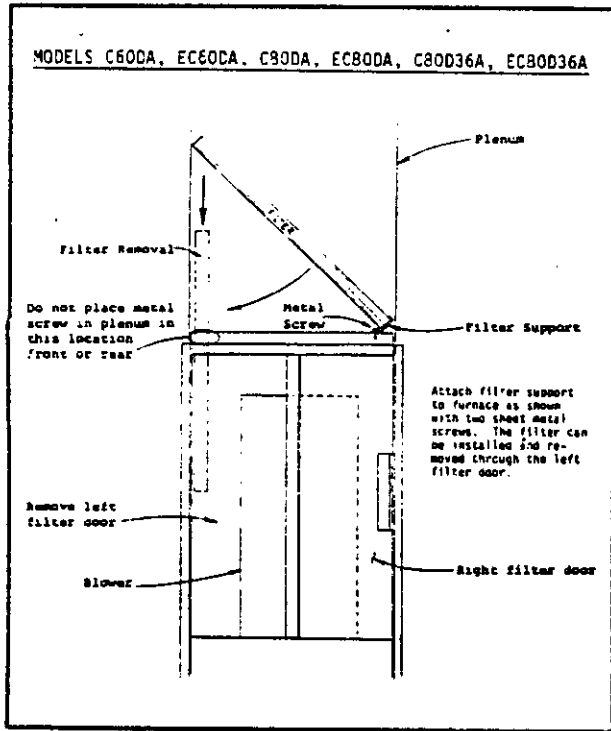 MODELS C60DA, EC60DA, C80DA, EC80DA, C80D36A, EC80D36A
Plenum
FILTER
Filter Removal
Do not place metal
screw in plenum in
this location
front or rear
Metal
Screw
Filter Support
Attach filter support
to furnace as shown
with two sheet metal
screws. The filter can
be installed and re-
moved through the left
filter door.
Remove left
filter door
Blower
Right filter door